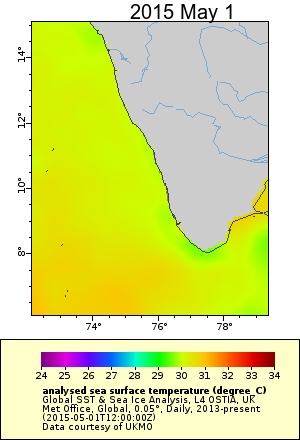 2015 May 1
14°
12°
10°
8°
74° 76° 78°
24 25 26 27 28 29 30 31 32 33 34
analysed sea surface temperature (degree_C)
Global SST & Sea Ice Analysis, L4 OSTIA, UK
Met Office, Global, 0.05°, Daily, 2013-present
(2015-05-01T12:00:00Z)
Data courtesy of UKMO